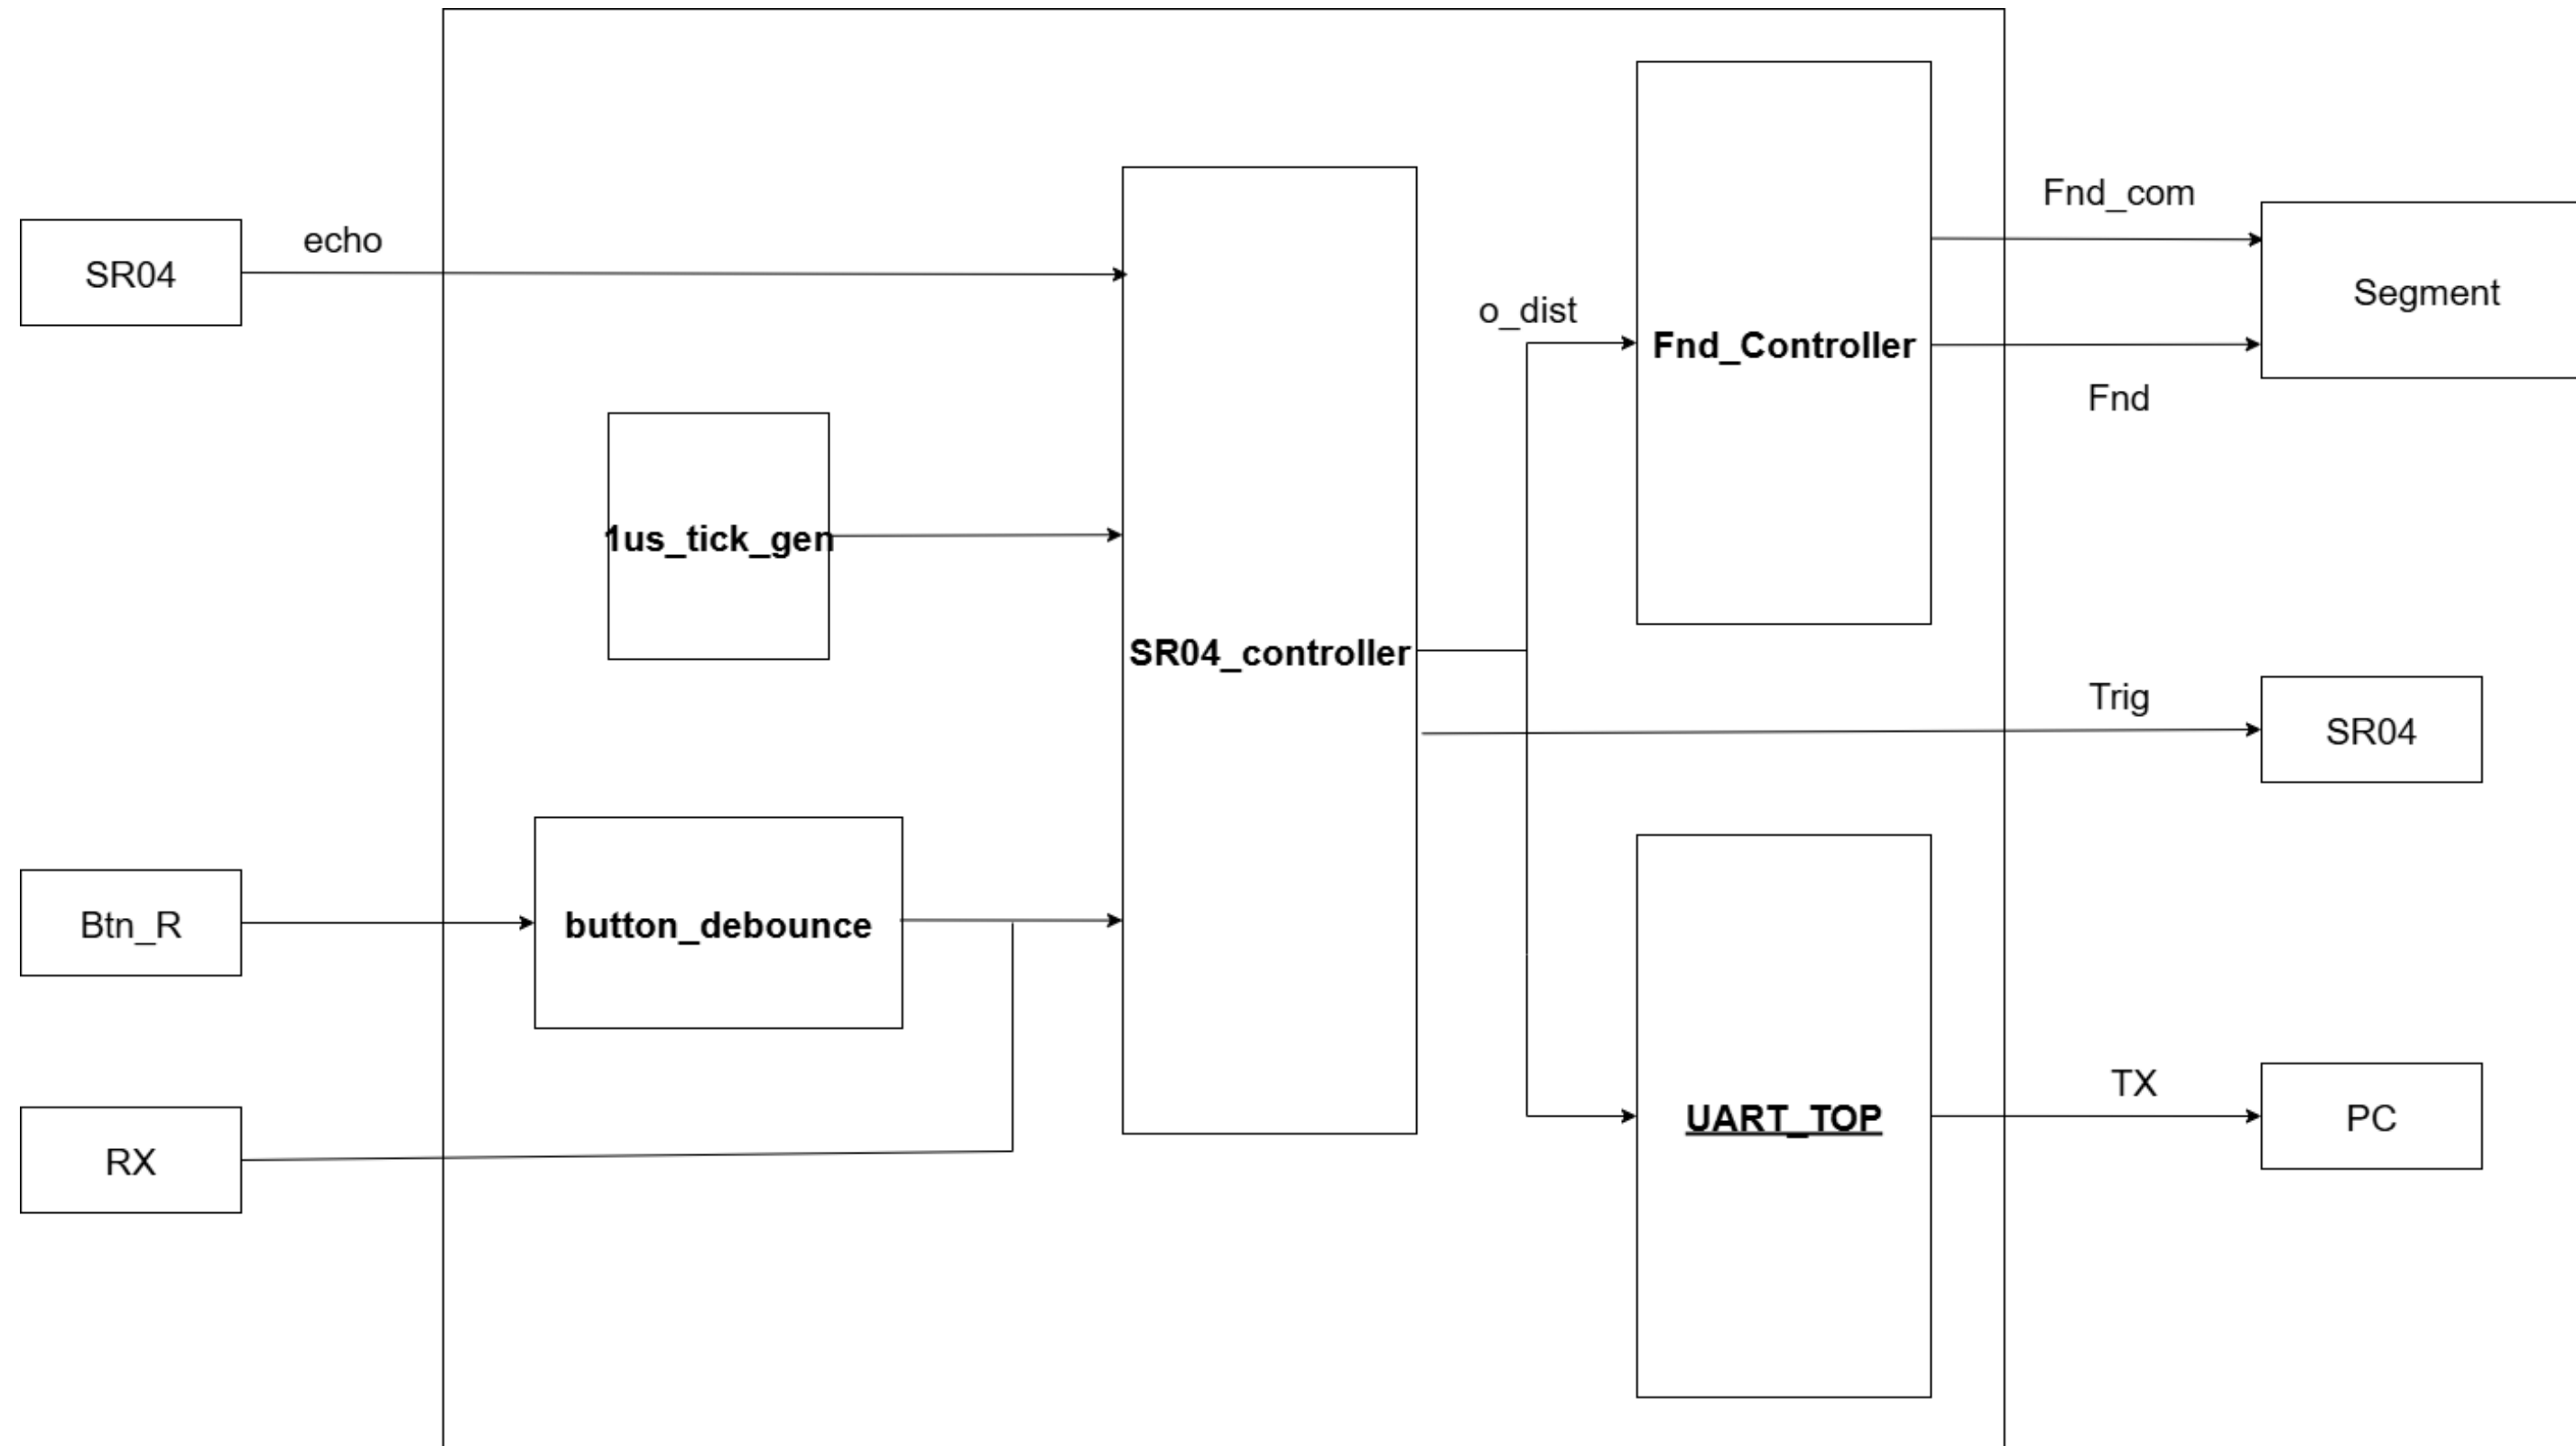 Fnd_com
echo
SR04
Segment
o_dist
Fnd_Controller
Fnd
1us_tick_gen
SR04_controller
Trig
SR04
Btn_R
button_debounce
TX
RX
UART_TOP
PC